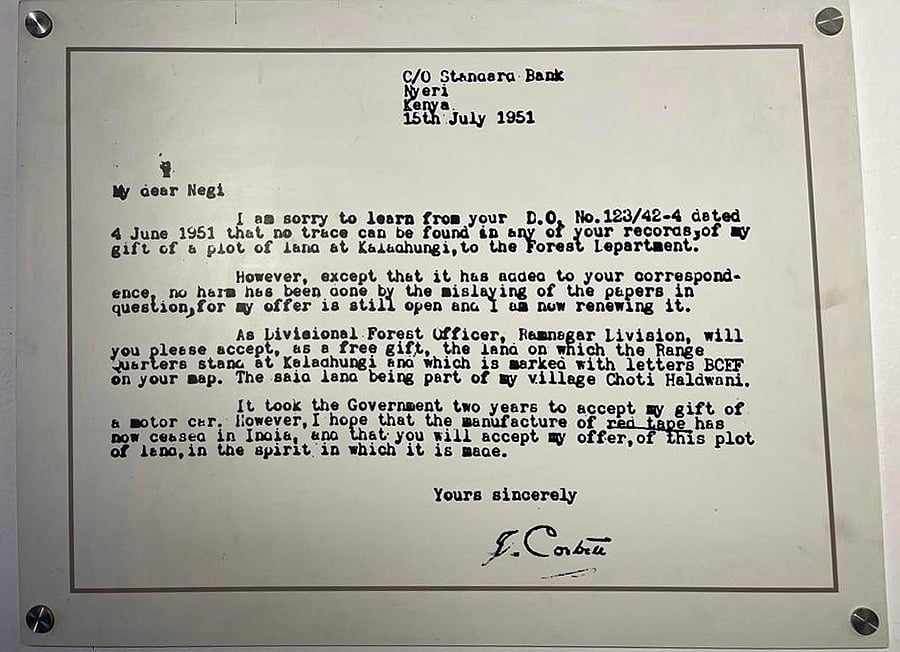 C/O Standard Bank
Nyeri
Kenya
15th July 1951
My dear Negi
I am sorry to learn from your D.O. No.123/42-4 dated
4 June 1951 that no trace can be found in any of your records,of my
gift of a plot of land at Kaladhungi,to the Forest Department.
However, except that it has added to your correspond-
ence, no harm has been done by the mislaying of the papers in
question,for my offer is still open and I am now renewing it.
As Divisional Forest Officer, Ramnagar Division, will
you please accept, as a free gift, the land on which the Range
Quarters stand at Kaladhungi and which is marked with letters BCEF
on your map. The said land being part of my village Choti Haldwani.
It took the Government two years to accept my gift of
a motor car. However,I hope that the manufacture of red tape has
now ceased in India, and that you will accept my offer,of this plot
of land,in the spirit in which it is made.
Yours sincerely
J. Corbett